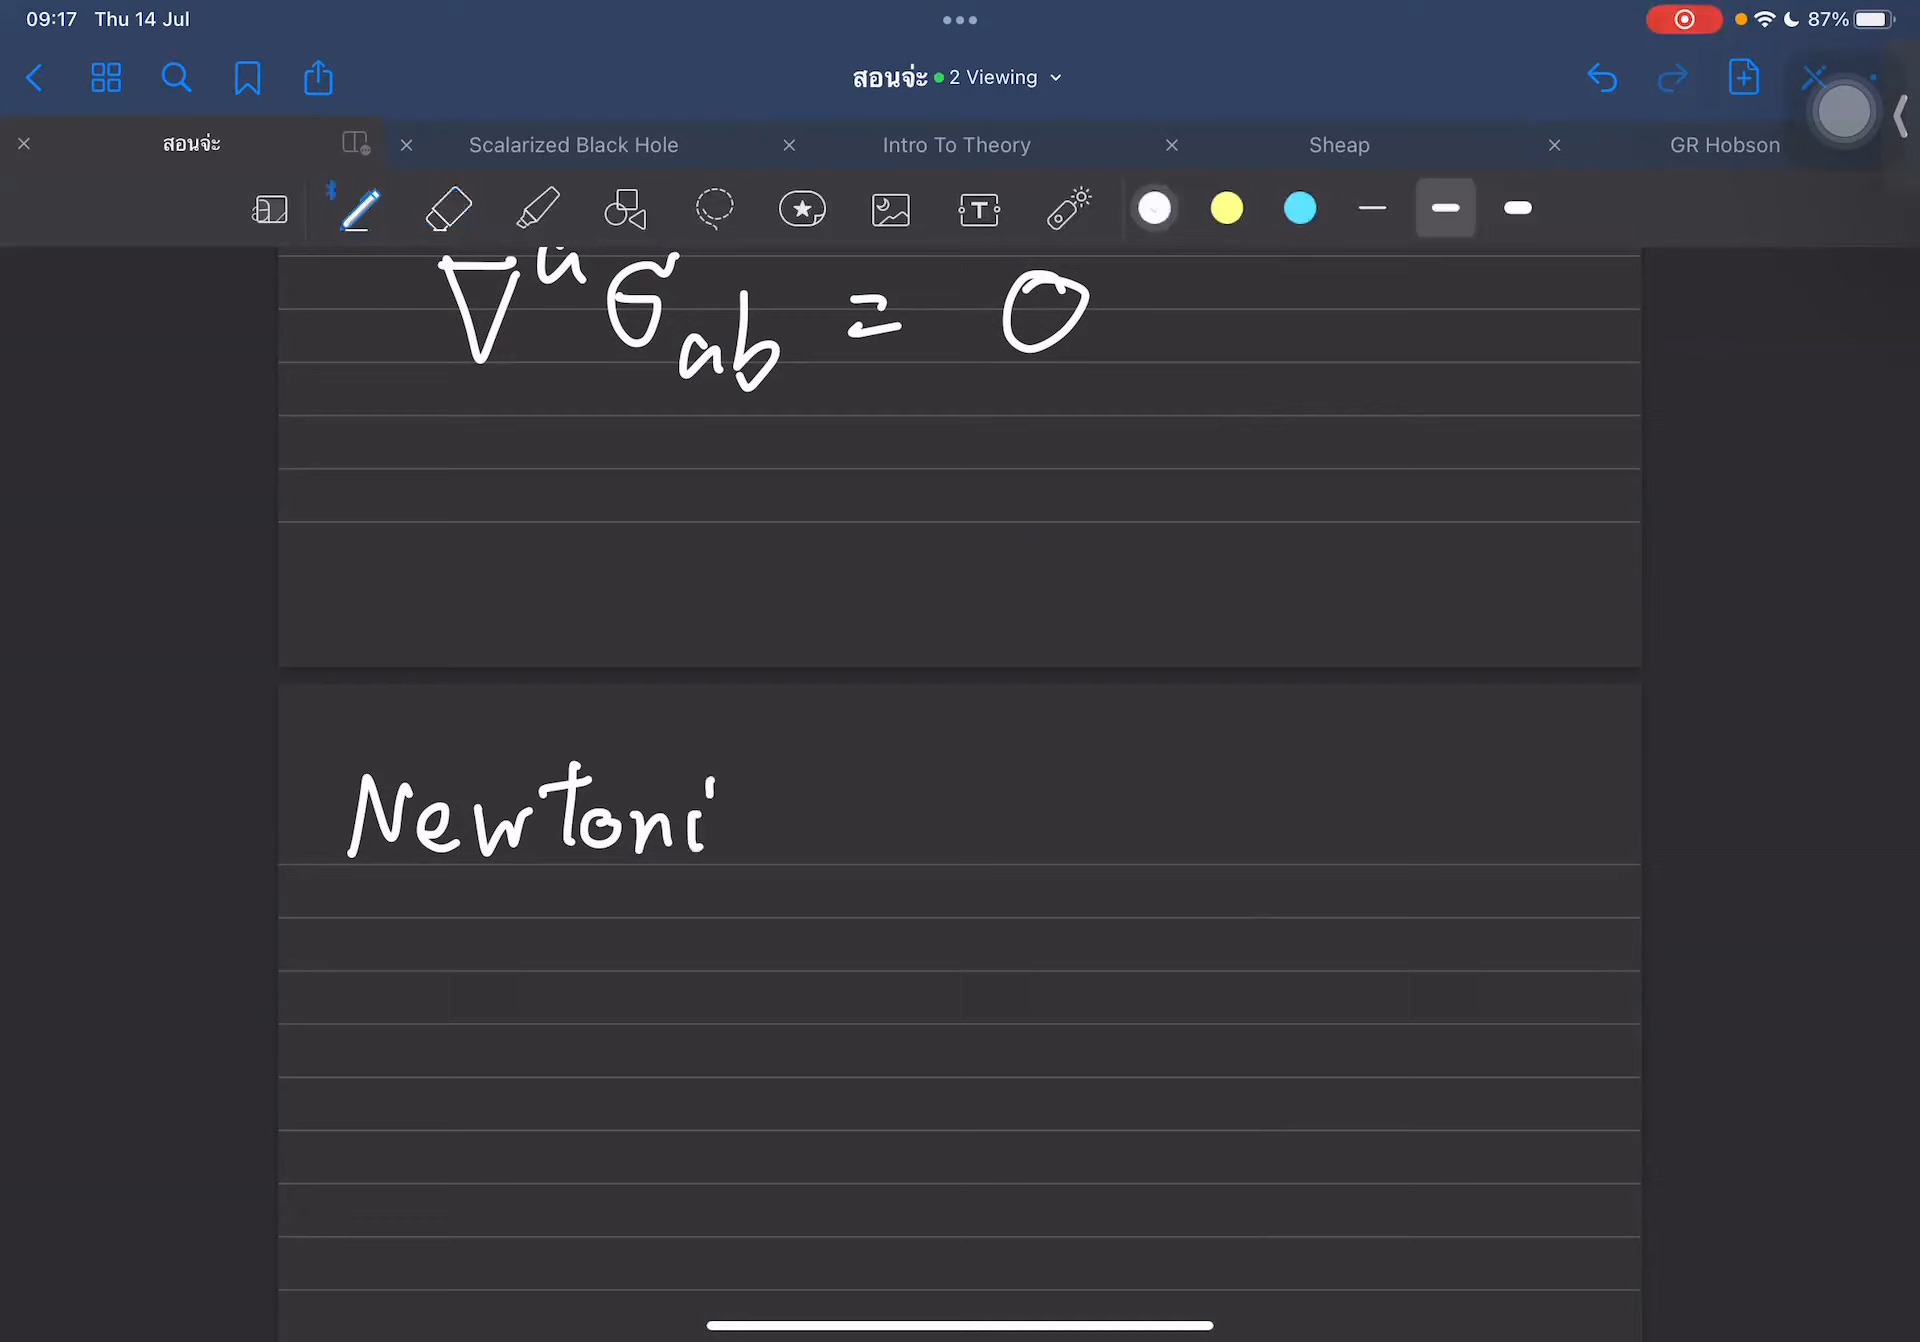 09:17 Thu 14 Jul 87%
สอนจ่ะ 2 Viewing
สอนจ่ะ Scalarized Black Hole Intro To Theory Sheap GR Hobson
T
∇ᵃ G̃ab = 0
Newtoni